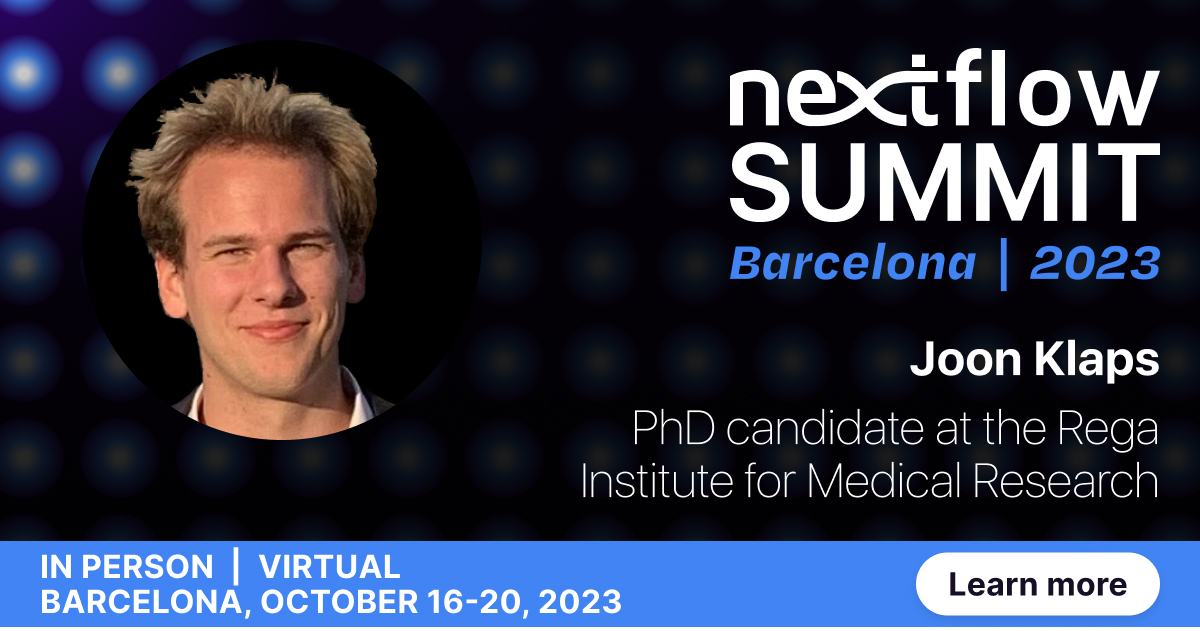 nextflow
SUMMIT
Barcelona | 2023
Joon Klaps
PhD candidate at the Rega
Institute for Medical Research
IN PERSON | VIRTUAL
BARCELONA, OCTOBER 16-20, 2023
Learn more